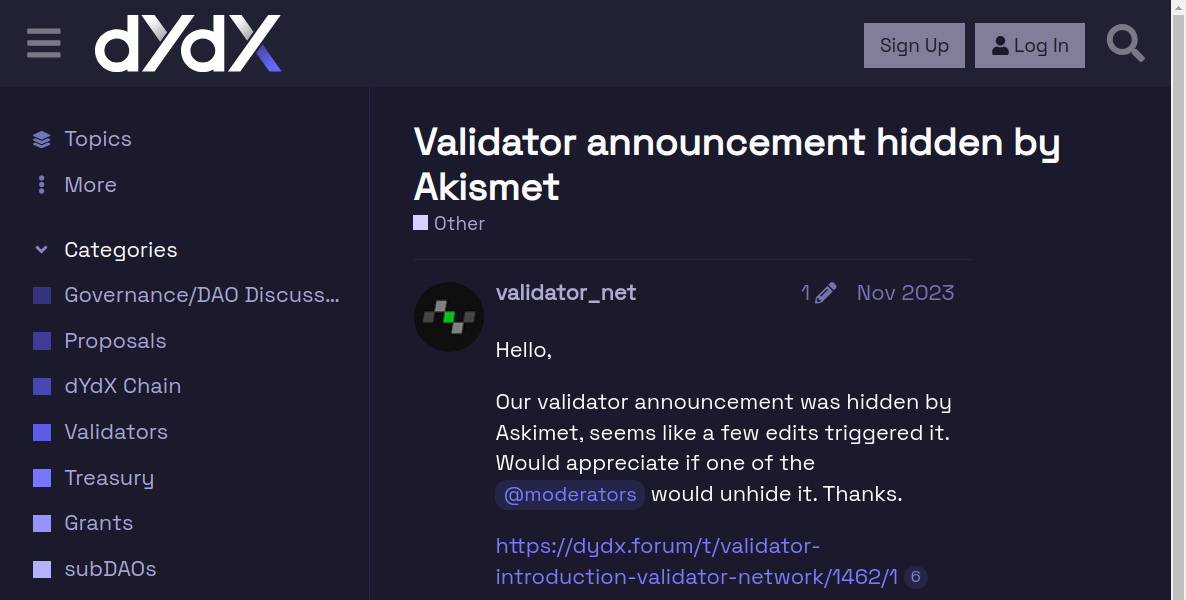 dYdX
Sign Up
Log In
Topics
More
Categories
Governance/DAO Discuss...
Proposals
dYdX Chain
Validators
Treasury
Grants
subDAOs
Validator announcement hidden by
Akismet
Other
validator_net
1
Nov 2023
Hello,
Our validator announcement was hidden by
Askimet, seems like a few edits triggered it.
Would appreciate if one of the
@moderators would unhide it. Thanks.
https://dydx.forum/t/validator-
introduction-validator-network/1462/1 6